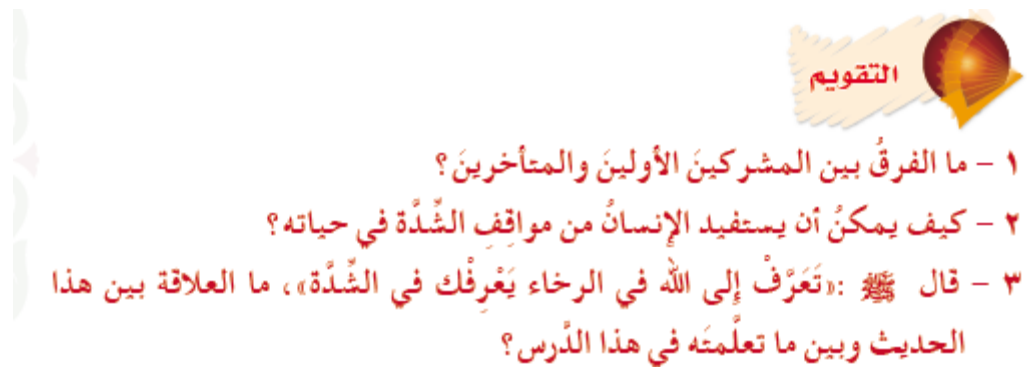 التقويم
١ - ما الفرقُ بين المشركينَ الأولينَ والمتأخرينَ؟
٢ - كيف يمكنُ أن يستفيد الإنسانُ من مواقِفِ الشِّدَّة في حياته؟
٣ - قال ﷺ :«تَعَرَّفْ إلى الله في الرخاء يَعْرِفْك في الشِّدَّة»، ما العلاقة بين هذا
الحديث وبين ما تعلَّمتَه في هذا الدَّرس؟